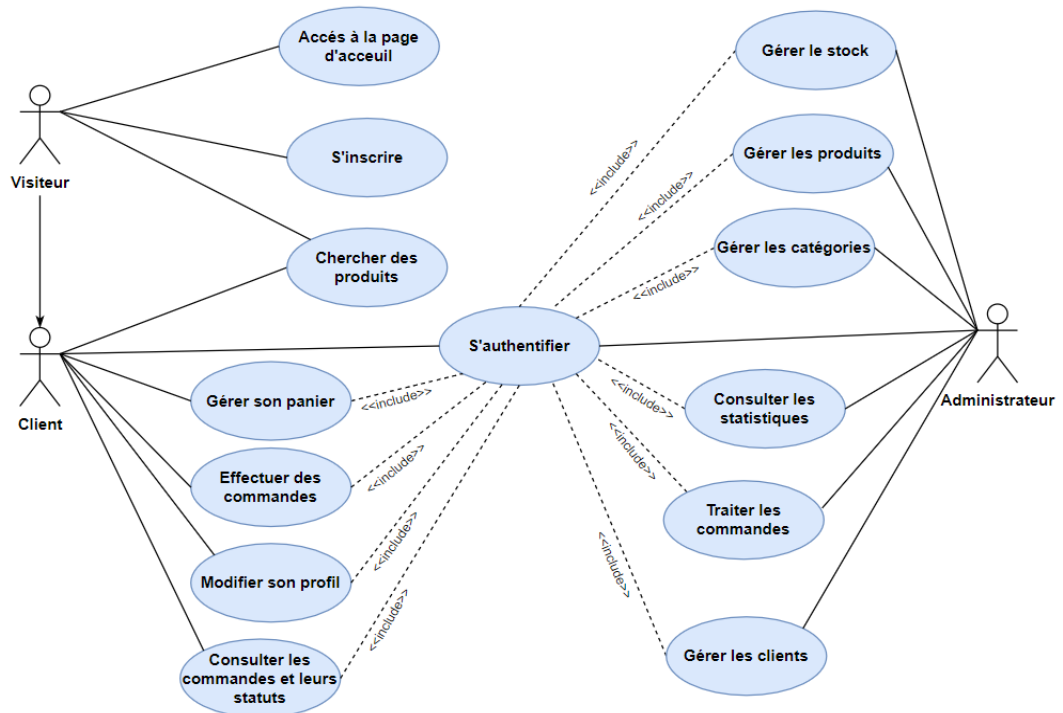 Accés à la page
d'acceuil
Gérer le stock
Visiteur
S'inscrire
<<include>>
Gérer les produits
<<include>>
Chercher des
produits
Gérer les catégories
<<include>>
S'authentifier
Client
Administrateur
Gérer son panier
<<include>>
<<include>>
Consulter les
statistiques
Effectuer des
commandes
<<include>>
<<include>>
Traiter les
commandes
Modifier son profil
<<include>>
<<include>>
Consulter les
commandes et leurs
statuts
<<include>>
Gérer les clients